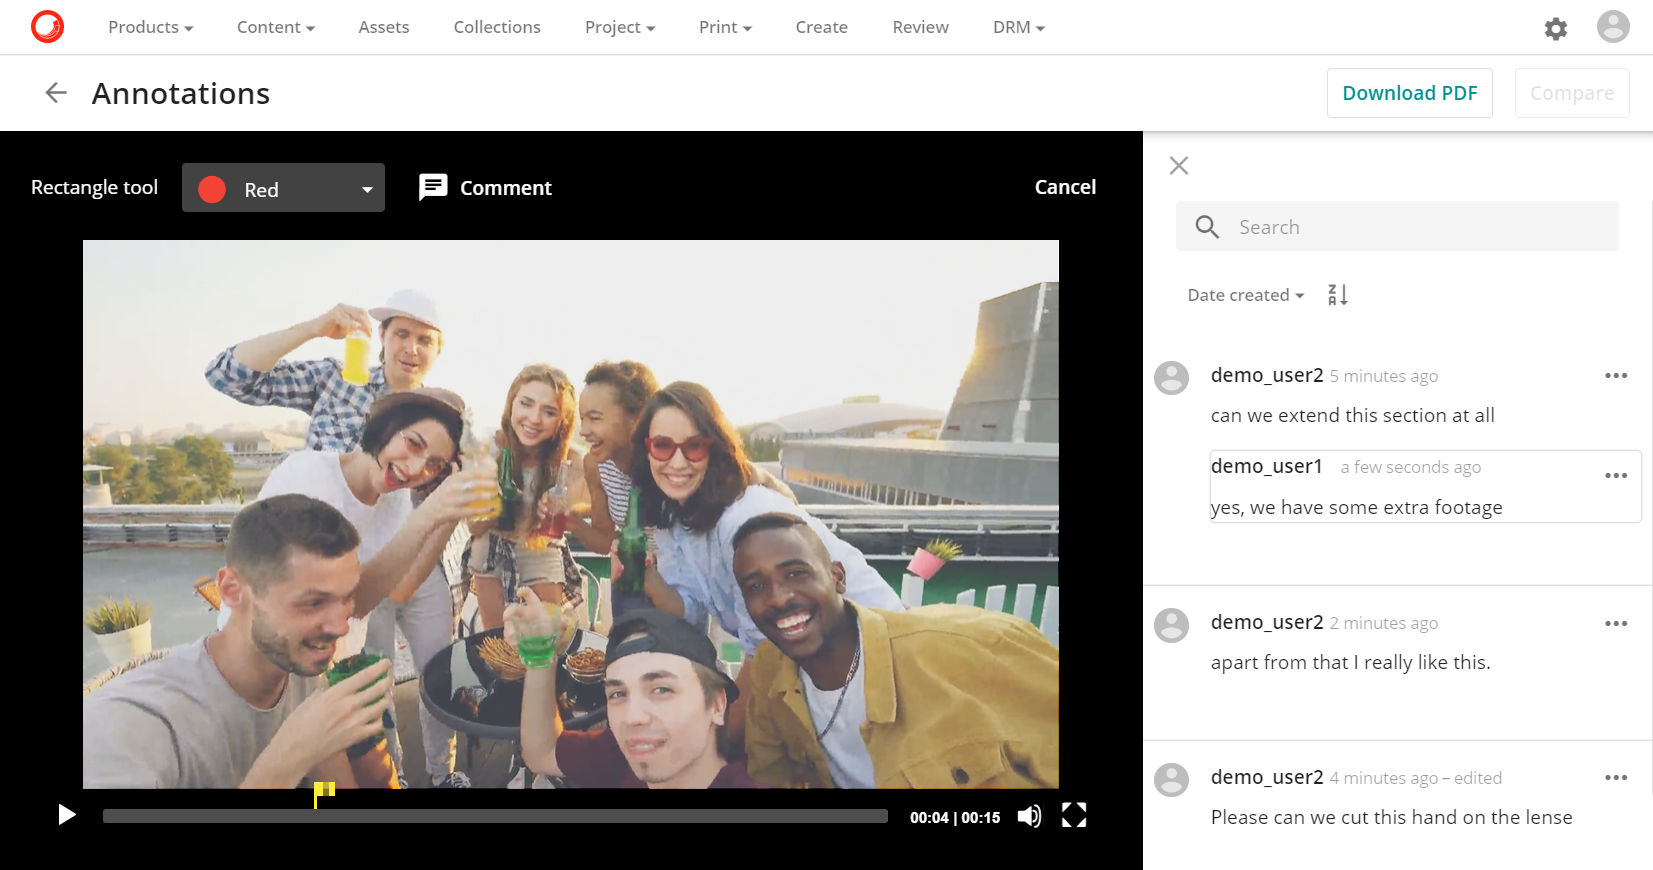 Products Content Assets Collections Project Print Create Review DRM
Annotations
Download PDF Compare
Rectangle tool Red Comment Cancel
00:04 | 00:15
Search
Date created Z A
demo_user2 5 minutes ago
can we extend this section at all
demo_user1 a few seconds ago
yes, we have some extra footage
demo_user2 2 minutes ago
apart from that I really like this.
demo_user2 4 minutes ago – edited
Please can we cut this hand on the lense